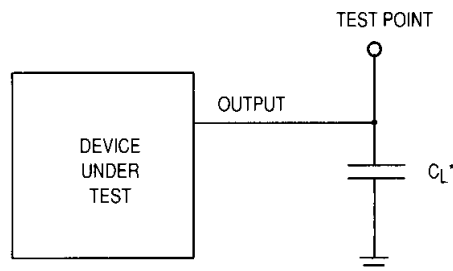 TEST POINT
OUTPUT
DEVICE
UNDER
TEST
CL*